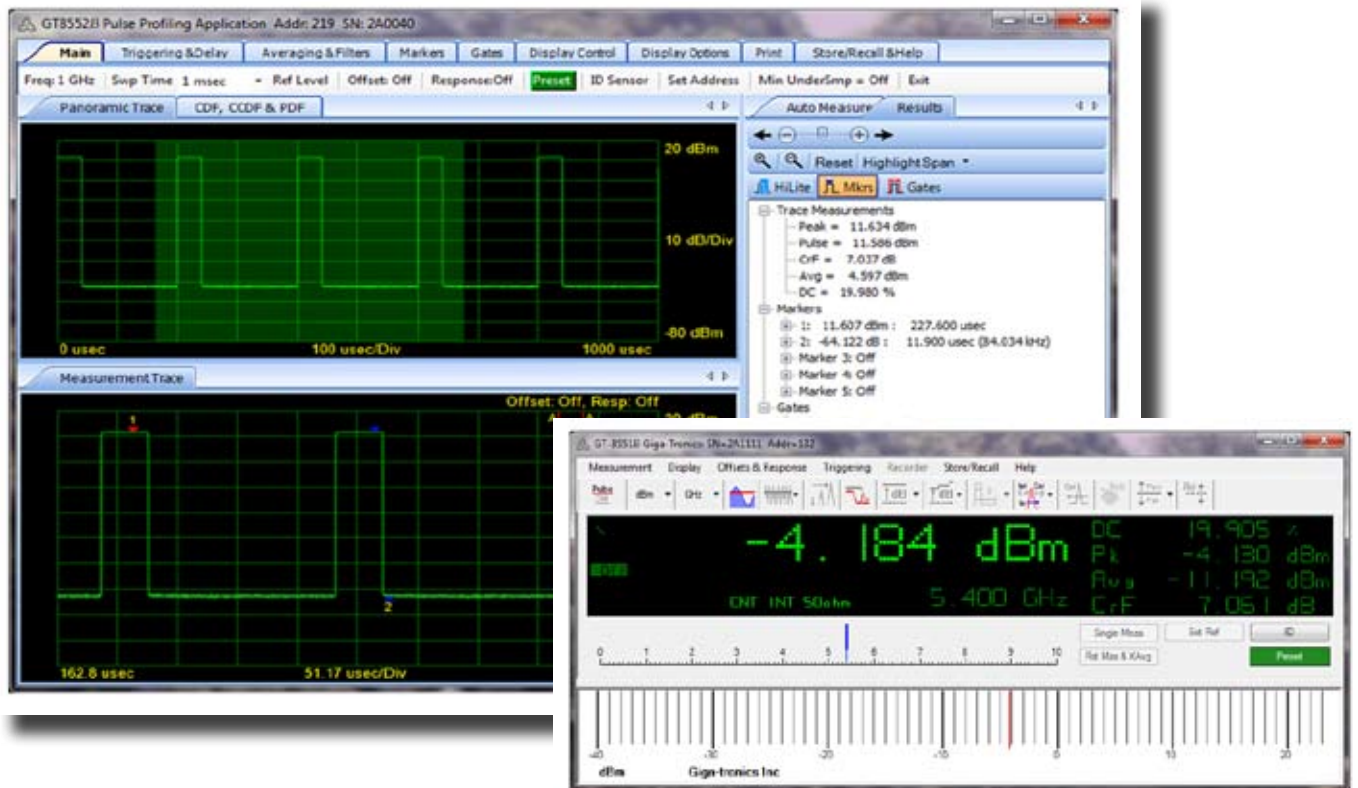 GT8552B Pulse Profiling Application Addr: 219 SN: 2A0040
Main Triggering &Delay Averaging & Filters Markers Gates Display Control Display Options Print Store/Recall &Help
Freq: 1 GHz Swp Time 1 msec Ref Level Offset: Off Response:Off Preset ID Sensor Set Address Min UnderSmp = Off Exit
Panoramic Trace CDF, CCDF & PDF
Auto Measure Results
Reset Highlight Span
HiLite Mkrs Gates
20 dBm
10 dB/Div
-80 dBm
0 usec 100 usec/Div 1000 usec
Trace Measurements
Peak = 11.634 dBm
Pulse = 11.586 dBm
CrF = 7.037 dB
Avg = 4.597 dBm
DC = 19.980 %
Markers
1: 11.607 dBm : 227.600 usec
2: -64.122 dB : 11.900 usec (84.034 kHz)
Marker 3: Off
Marker 4: Off
Marker 5: Off
Gates
Measurement Trace
Offset: Off, Resp: Off
1
2
162.8 usec 51.17 usec/Div
GT-8551B Giga-Tronics SN=2A1111 Addr=132
Measurement Display Offsets & Response Triggering Recorder Store/Recall Help
Pulse dBm GHz
-4.184 dBm
DC 19.905 %
Pk -4.130 dBm
Avg -11.192 dBm
CrF 7.061 dB
CNT INT 50ohm 5.400 GHz
Single Meas Set Ref ID
Rst Max & XAvg Preset
0 1 2 3 4 5 6 7 8 9 10
-40 -30 -20 -10 0 10 20
dBm Giga-tronics Inc